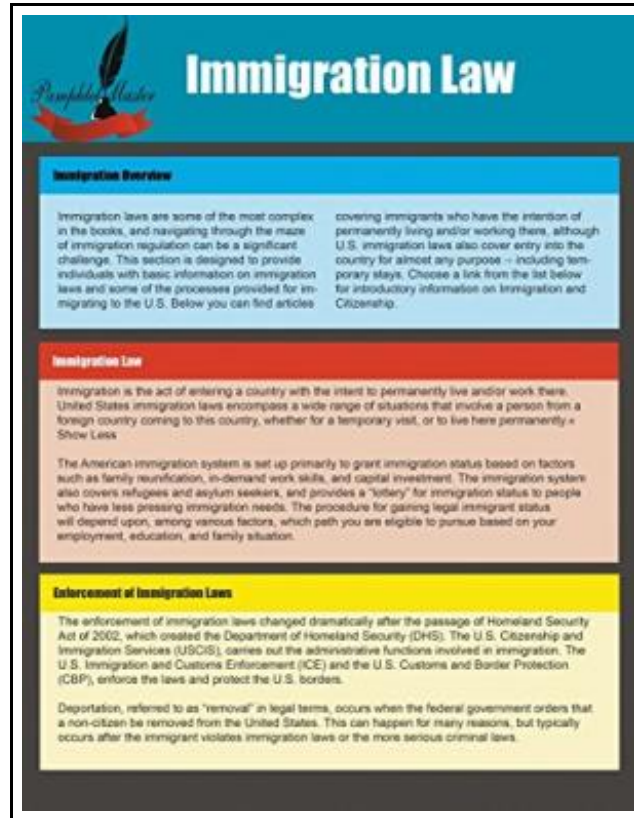 Pamphlet Master
Immigration Law
Immigration Overview
Immigration laws are some of the most complex
in the books, and navigating through the maze
of immigration regulation can be a significant
challenge. This section is designed to provide
individuals with basic information on immigration
laws and some of the processes provided for im-
migrating to the U.S. Below you can find articles
covering immigrants who have the intention of
permanently living and/or working there, although
U.S. immigration laws also cover entry into the
country for almost any purpose -- including tem-
porary stays. Choose a link from the list below
for introductory information on Immigration and
Citizenship.
Immigration Law
Immigration is the act of entering a country with the intent to permanently live and/or work there.
United States immigration laws encompass a wide range of situations that involve a person from a
foreign country coming to this country, whether for a temporary visit, or to live here permanently.«
Show Less
The American immigration system is set up primarily to grant immigration status based on factors
such as family reunification, in-demand work skills, and capital investment. The immigration system
also covers refugees and asylum seekers, and provides a "lottery" for immigration status to people
who have less pressing immigration needs. The procedure for gaining legal immigrant status
will depend upon, among various factors, which path you are eligible to pursue based on your
employment, education, and family situation.
Enforcement of Immigration Laws
The enforcement of immigration laws changed dramatically after the passage of Homeland Security
Act of 2002, which created the Department of Homeland Security (DHS). The U.S. Citizenship and
Immigration Services (USCIS), carries out the administrative functions involved in immigration. The
U.S. Immigration and Customs Enforcement (ICE) and the U.S. Customs and Border Protection
(CBP), enforce the laws and protect the U.S. borders.
Deportation, referred to as "removal" in legal terms, occurs when the federal government orders that
a non-citizen be removed from the United States. This can happen for many reasons, but typically
occurs after the immigrant violates immigration laws or the more serious criminal laws.